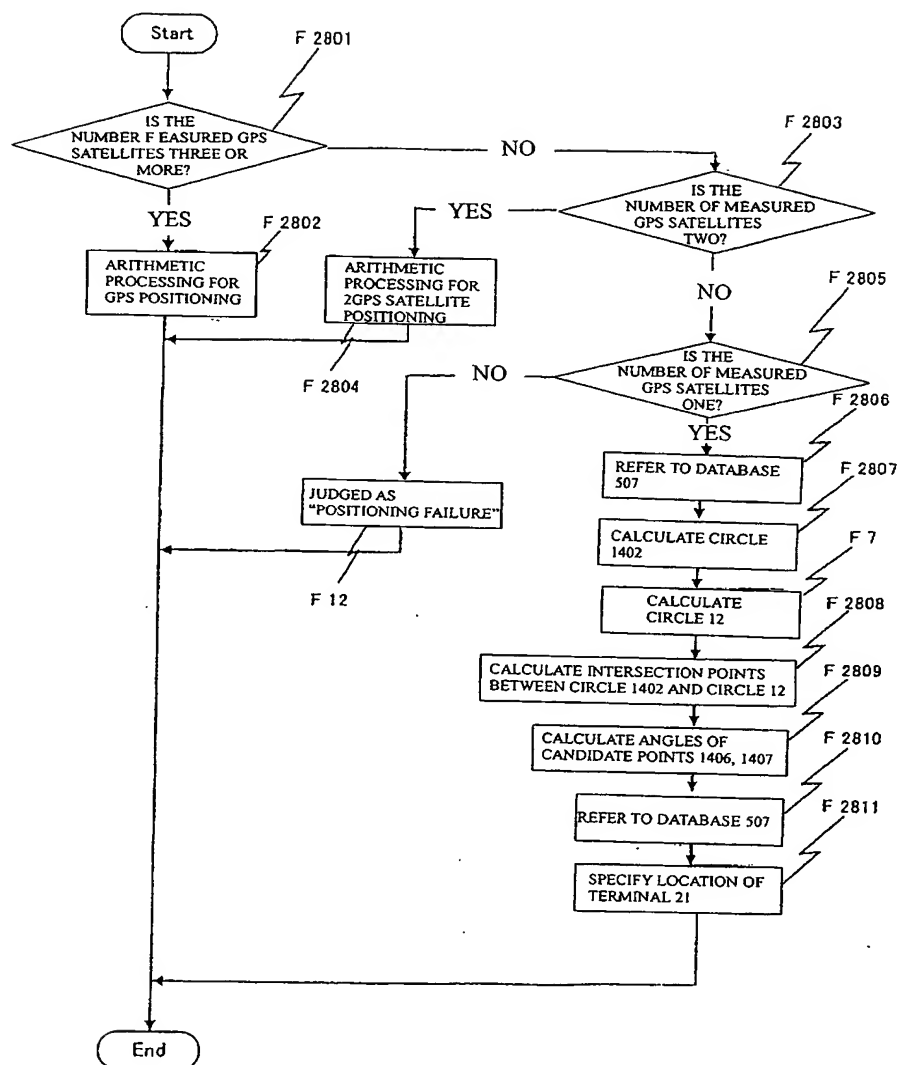 Start
F 2801
IS THE
NUMBER F EASURED GPS
SATELLITES THREE OR
MORE?
NO
F 2803
IS THE
NUMBER OF MEASURED
GPS SATELLITES
TWO?
YES
F 2802
ARITHMETIC
PROCESSING FOR
GPS POSITIONING
YES
ARITHMETIC
PROCESSING FOR
2GPS SATELLITE
POSITIONING
F 2804
NO
F 2805
IS THE
NUMBER OF MEASURED
GPS SATELLITES
ONE?
NO
JUDGED AS
“POSITIONING FAILURE”
F 12
YES
F 2806
REFER TO DATABASE
507
F 2807
CALCULATE CIRCLE
1402
F 7
CALCULATE
CIRCLE 12
F 2808
CALCULATE INTERSECTION POINTS
BETWEEN CIRCLE 1402 AND CIRCLE 12
F 2809
CALCULATE ANGLES OF
CANDIDATE POINTS 1406, 1407
F 2810
REFER TO DATABASE 507
F 2811
SPECIFY LOCATION OF
TERMINAL 21
End